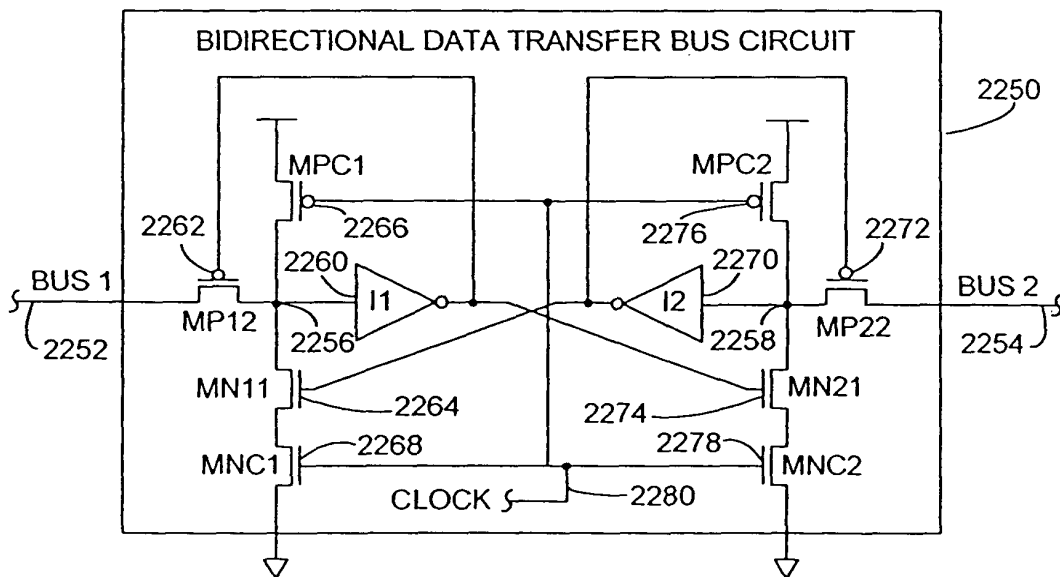 BIDIRECTIONAL DATA TRANSFER BUS CIRCUIT
2250
MPC1
MPC2
2262
2266
2276
2272
BUS 1
2260
I1
I2
2270
BUS 2
MP12
2256
2258
MP22
2252
2254
MN11
2264
2274
MN21
MNC1
2268
2278
MNC2
CLOCK
2280